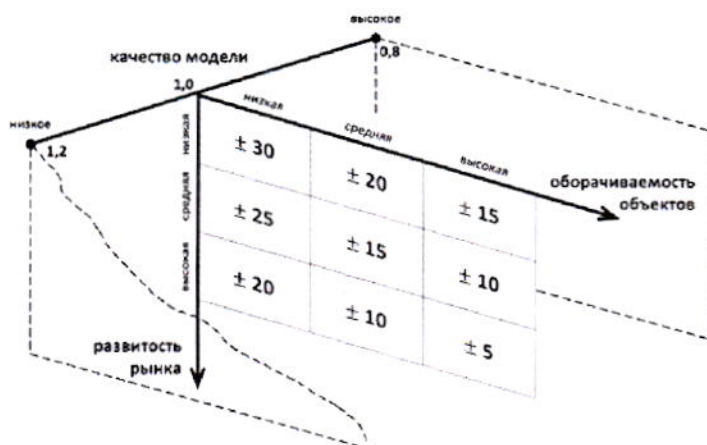 высокое
качество модели
0,8
1,0
низкое
1,2
низкая
средняя
высокая
оборачиваемость
объектов
низкая
средняя
высокая
± 30
± 20
± 15
± 25
± 15
± 10
± 20
± 10
± 5
развитость
рынка